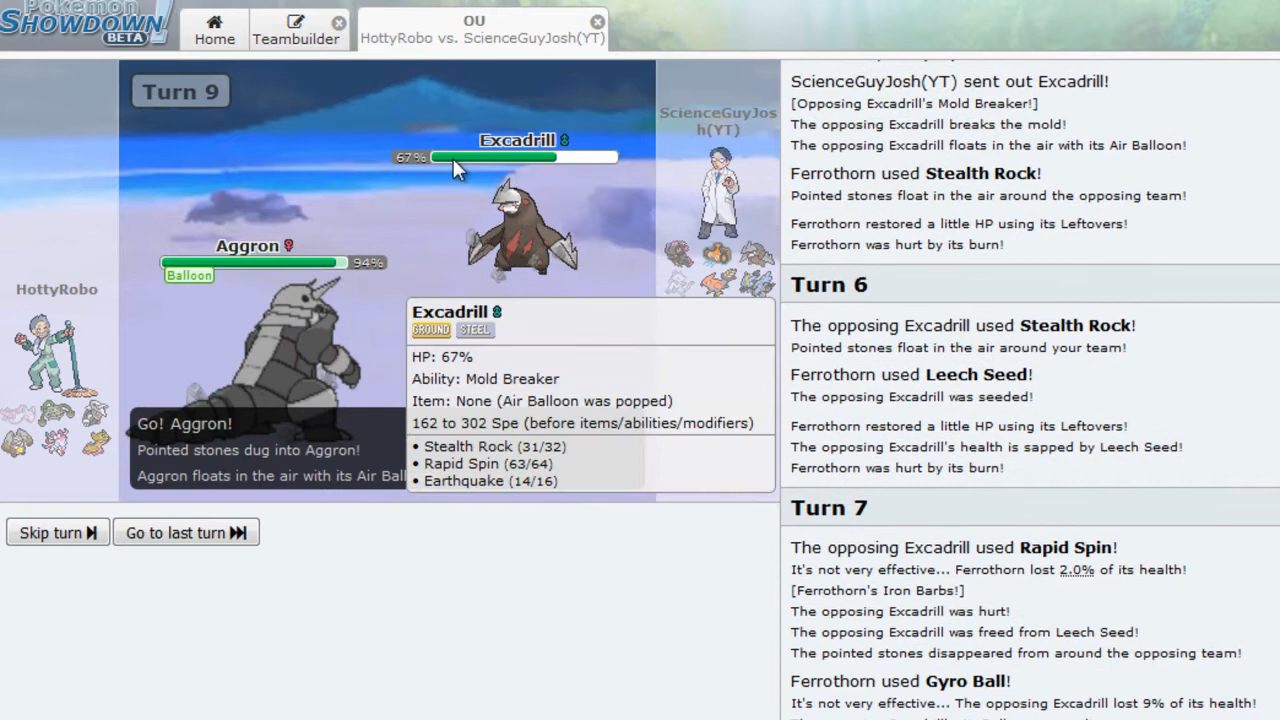 Pokémon
SHOWDOWN!
BETA
Home
Teambuilder
OU
HottyRobo vs. ScienceGuyJosh(YT)
Turn 9
Excadrill
67%
Aggron
94%
Balloon
HottyRobo
ScienceGuyJos
h(YT)
Excadrill
GROUND STEEL
HP: 67%
Ability: Mold Breaker
Item: None (Air Balloon was popped)
162 to 302 Spe (before items/abilities/modifiers)
• Stealth Rock (31/32)
• Rapid Spin (63/64)
• Earthquake (14/16)
Go! Aggron!
Pointed stones dug into Aggron!
Aggron floats in the air with its Air Ball
Skip turn
Go to last turn
ScienceGuyJosh(YT) sent out Excadrill!
[Opposing Excadrill's Mold Breaker!]
The opposing Excadrill breaks the mold!
The opposing Excadrill floats in the air with its Air Balloon!
Ferrothorn used Stealth Rock!
Pointed stones float in the air around the opposing team!
Ferrothorn restored a little HP using its Leftovers!
Ferrothorn was hurt by its burn!
Turn 6
The opposing Excadrill used Stealth Rock!
Pointed stones float in the air around your team!
Ferrothorn used Leech Seed!
The opposing Excadrill was seeded!
Ferrothorn restored a little HP using its Leftovers!
The opposing Excadrill's health is sapped by Leech Seed!
Ferrothorn was hurt by its burn!
Turn 7
The opposing Excadrill used Rapid Spin!
It's not very effective... Ferrothorn lost 2.0% of its health!
[Ferrothorn's Iron Barbs!]
The opposing Excadrill was hurt!
The opposing Excadrill was freed from Leech Seed!
The pointed stones disappeared from around the opposing team!
Ferrothorn used Gyro Ball!
It's not very effective... The opposing Excadrill lost 9% of its health!